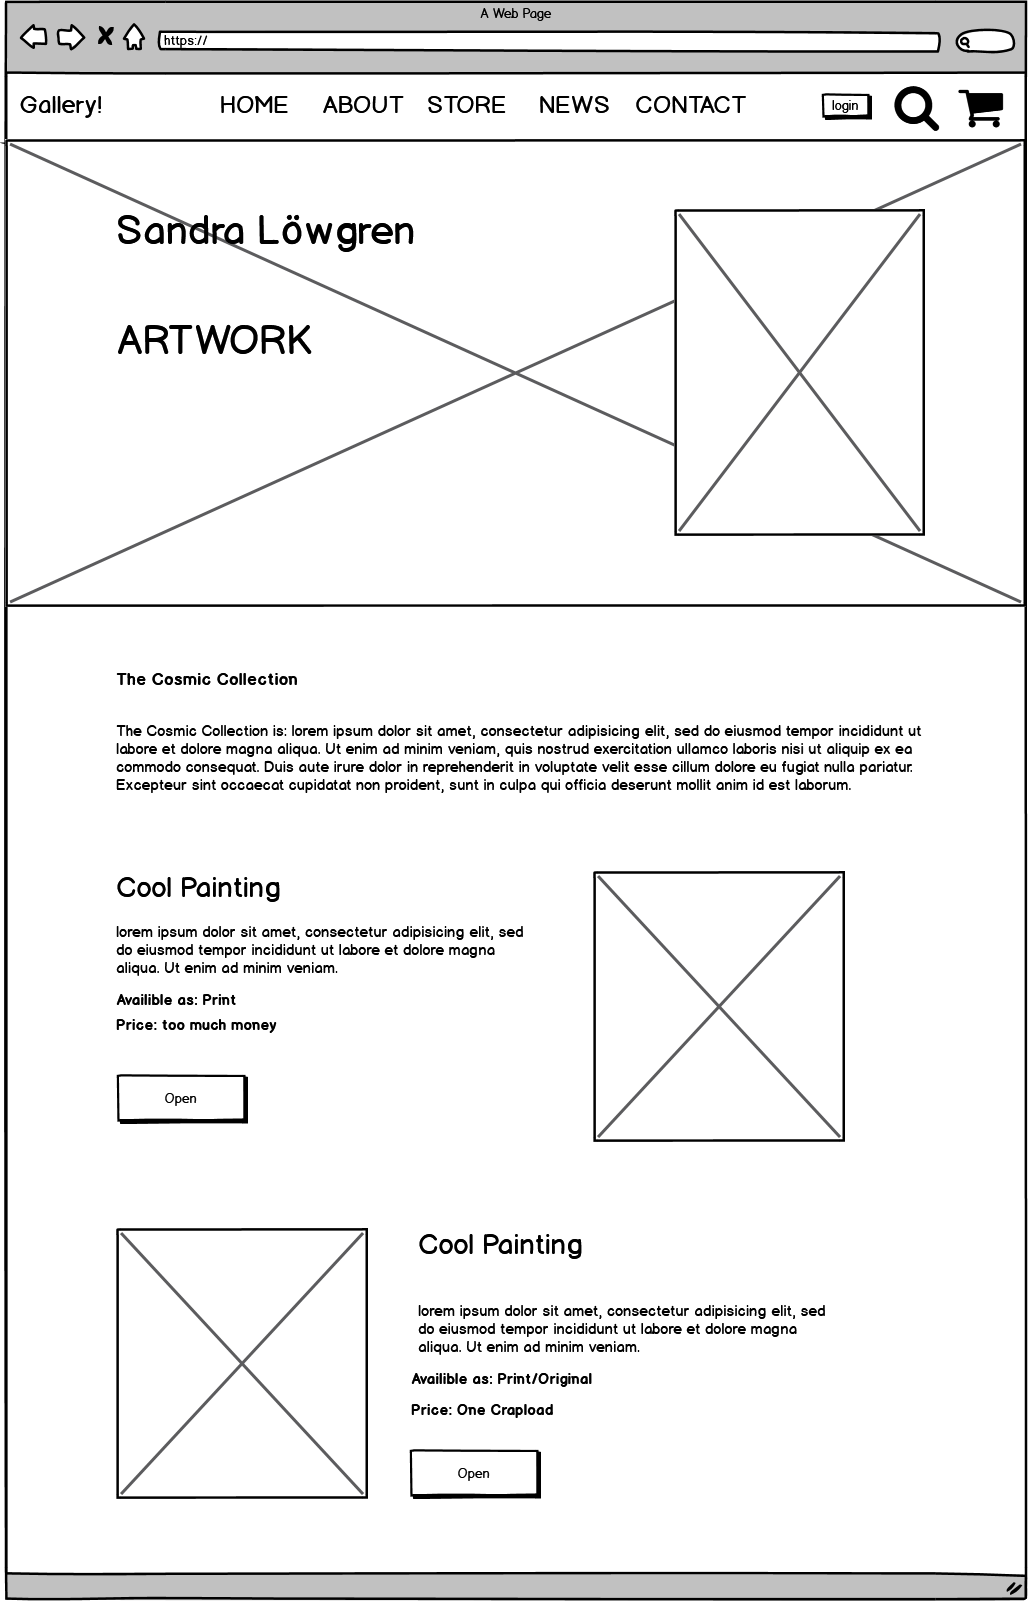 A Web Page
https://
Gallery!
HOME
ABOUT
STORE
NEWS
CONTACT
login
Sandra Löwgren
ARTWORK
The Cosmic Collection
The Cosmic Collection is: lorem ipsum dolor sit amet, consectetur adipisicing elit, sed do eiusmod tempor incididunt ut
labore et dolore magna aliqua. Ut enim ad minim veniam, quis nostrud exercitation ullamco laboris nisi ut aliquip ex ea
commodo consequat. Duis aute irure dolor in reprehenderit in voluptate velit esse cillum dolore eu fugiat nulla pariatur.
Excepteur sint occaecat cupidatat non proident, sunt in culpa qui officia deserunt mollit anim id est laborum.
Cool Painting
lorem ipsum dolor sit amet, consectetur adipisicing elit, sed
do eiusmod tempor incididunt ut labore et dolore magna
aliqua. Ut enim ad minim veniam.
Availible as: Print
Price: too much money
Open
Cool Painting
lorem ipsum dolor sit amet, consectetur adipisicing elit, sed
do eiusmod tempor incididunt ut labore et dolore magna
aliqua. Ut enim ad minim veniam.
Availible as: Print/Original
Price: One Crapload
Open